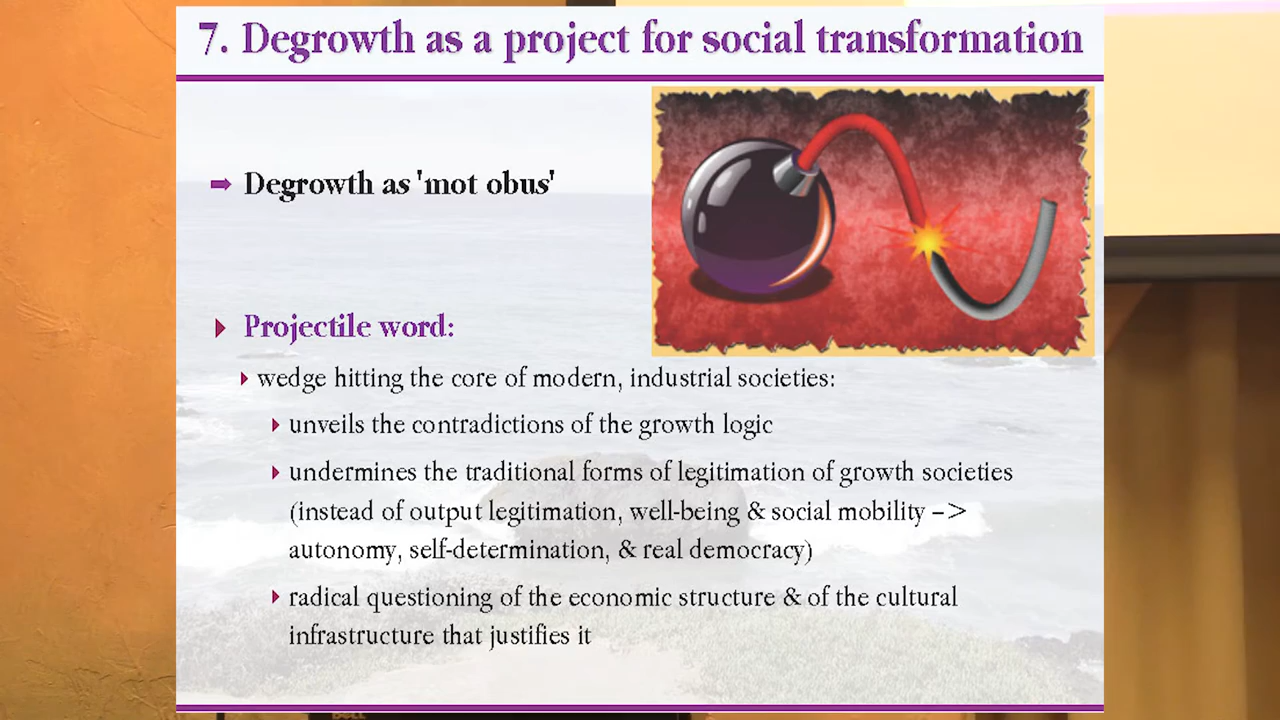 7. Degrowth as a project for social transformation
Degrowth as 'mot obus'
Projectile word:
wedge hitting the core of modern, industrial societies:
unveils the contradictions of the growth logic
undermines the traditional forms of legitimation of growth societies
(instead of output legitimation, well-being & social mobility –>
autonomy, self-determination, & real democracy)
radical questioning of the economic structure & of the cultural
infrastructure that justifies it
DELL